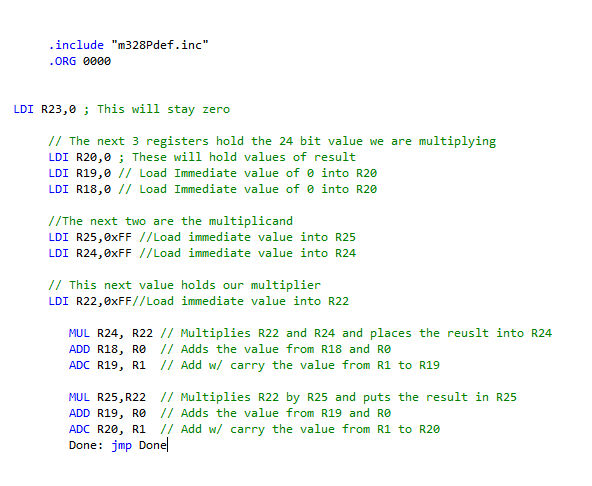 .include "m328Pdef.inc"
.ORG 0000
LDI R23,0 ; This will stay zero
// The next 3 registers hold the 24 bit value we are multiplying
LDI R20,0 ; These will hold values of result
LDI R19,0 // Load Immediate value of 0 into R20
LDI R18,0 // Load Immediate value of 0 into R20
//The next two are the multiplicand
LDI R25,0xFF //Load immediate value into R25
LDI R24,0xFF //Load immediate value into R24
// This next value holds our multiplier
LDI R22,0xFF//Load immediate value into R22
MUL R24, R22 // Multiplies R22 and R24 and places the reuslt into R24
ADD R18, R0 // Adds the value from R18 and R0
ADC R19, R1 // Add w/ carry the value from R1 to R19
MUL R25,R22 // Multiplies R22 by R25 and puts the result in R25
ADD R19, R0 // Adds the value from R19 and R0
ADC R20, R1 // Add w/ carry the value from R1 to R20
Done: jmp Done